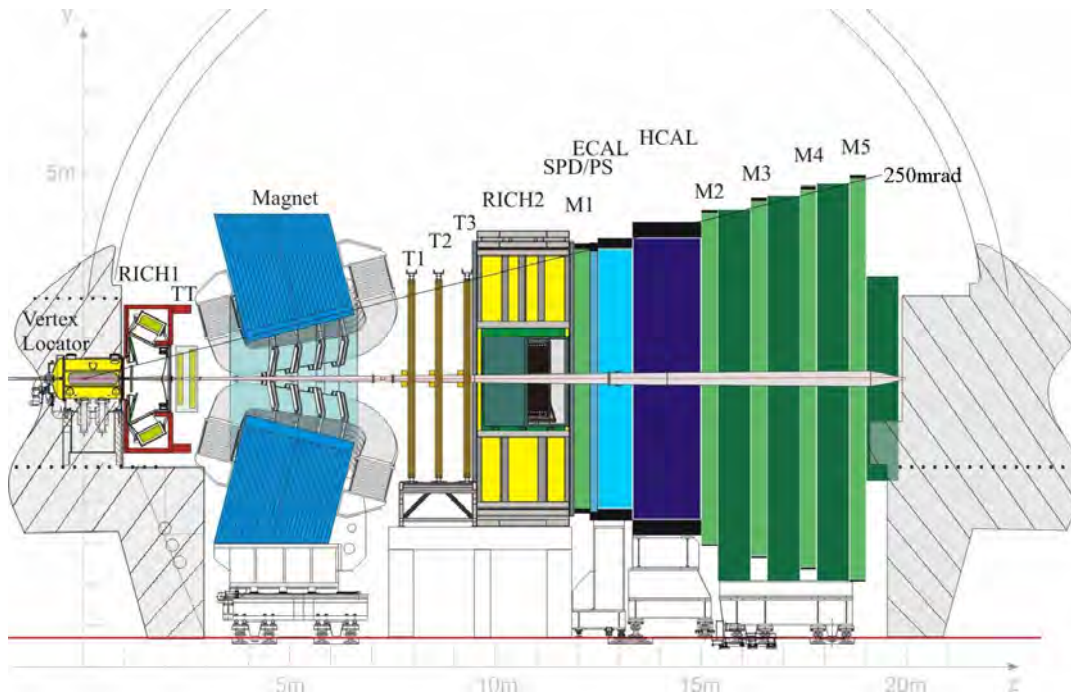 y
5m
Magnet
RICH1
TT
Vertex
Locator
T1
T2
T3
RICH2
SPD/PS
ECAL
HCAL
M1
M2
M3
M4
M5
250mrad
5m
10m
15m
20m
z